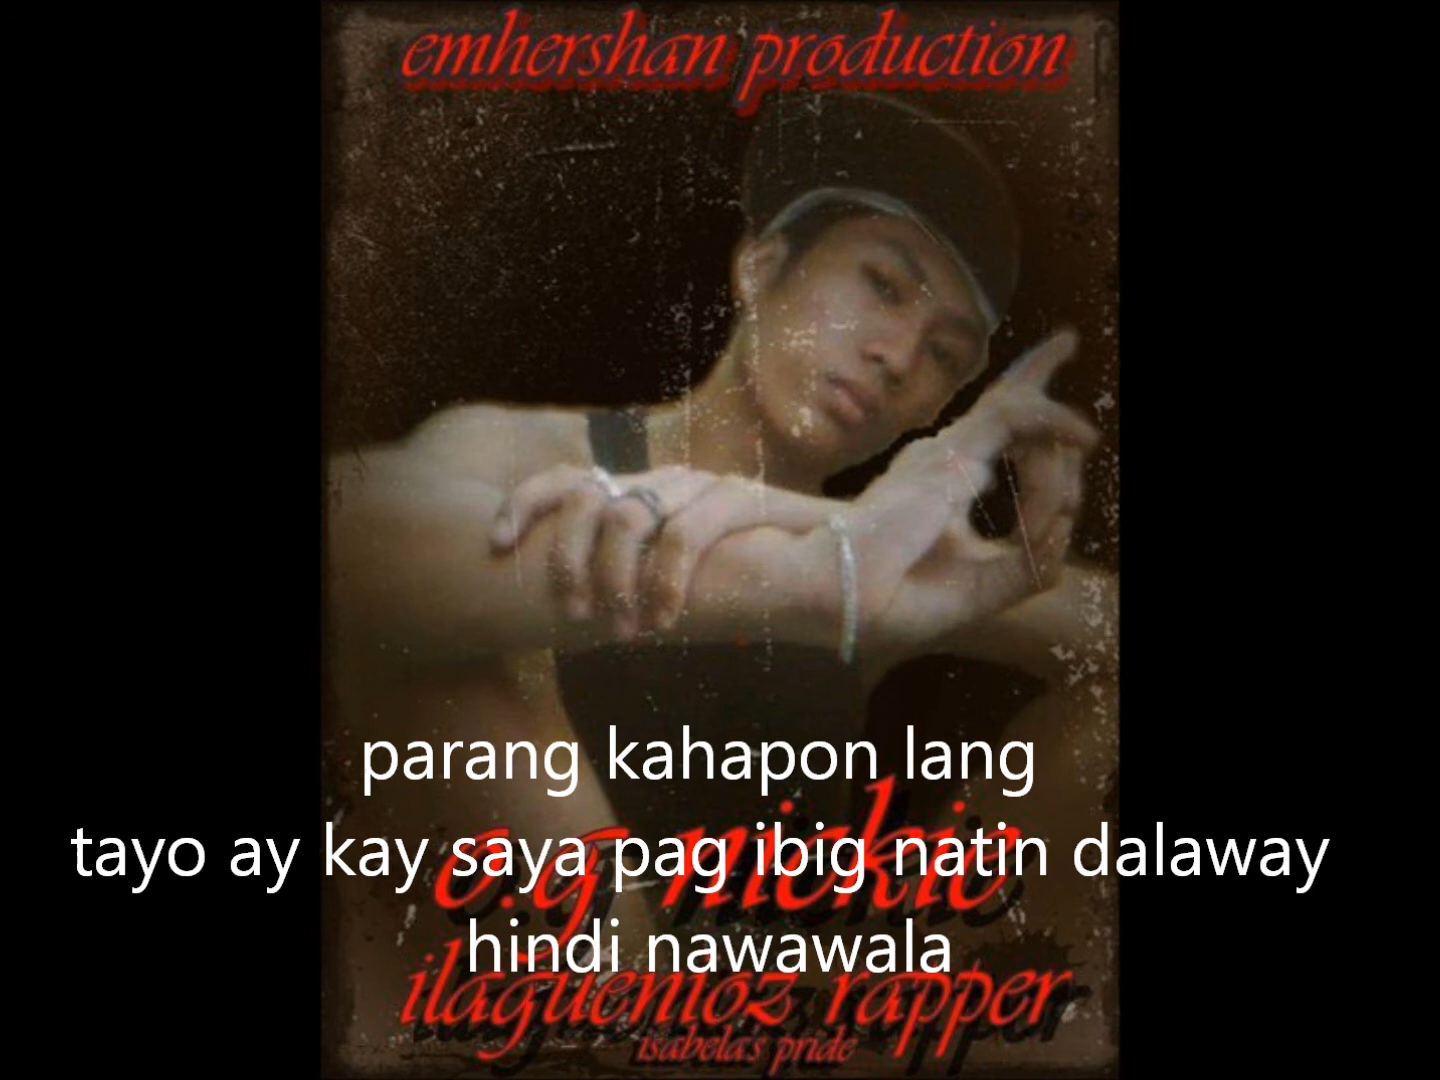 emhershan production
parang kahapon lang
tayo ay kay saya pag ibig natin dalaway
o.g nickie
hindi nawawala
ilaguenioz rapper
isabela's pride